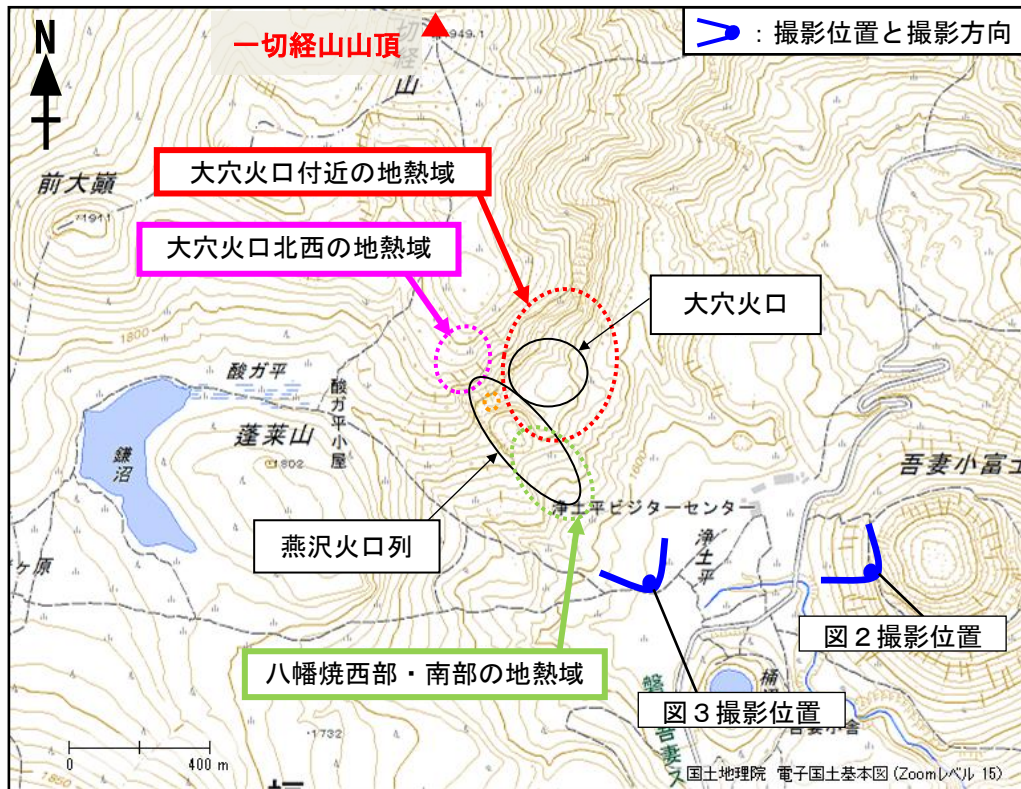 N
一切経山山頂
949.1
：撮影位置と撮影方向
前大巓
1911
大穴火口付近の地熱域
大穴火口北西の地熱域
大穴火口
1800
酸ガ平
酸ガ平小屋
蓬莱山
1802
鎌沼
1600
吾妻小富士
浄土平ビジターセンター
浄土平
燕沢火口列
ケ原
図２撮影位置
八幡焼西部・南部の地熱域
図３撮影位置
1732
1850
0
400 m
国土地理院 電子国土基本図 (Zoomレベル 15)